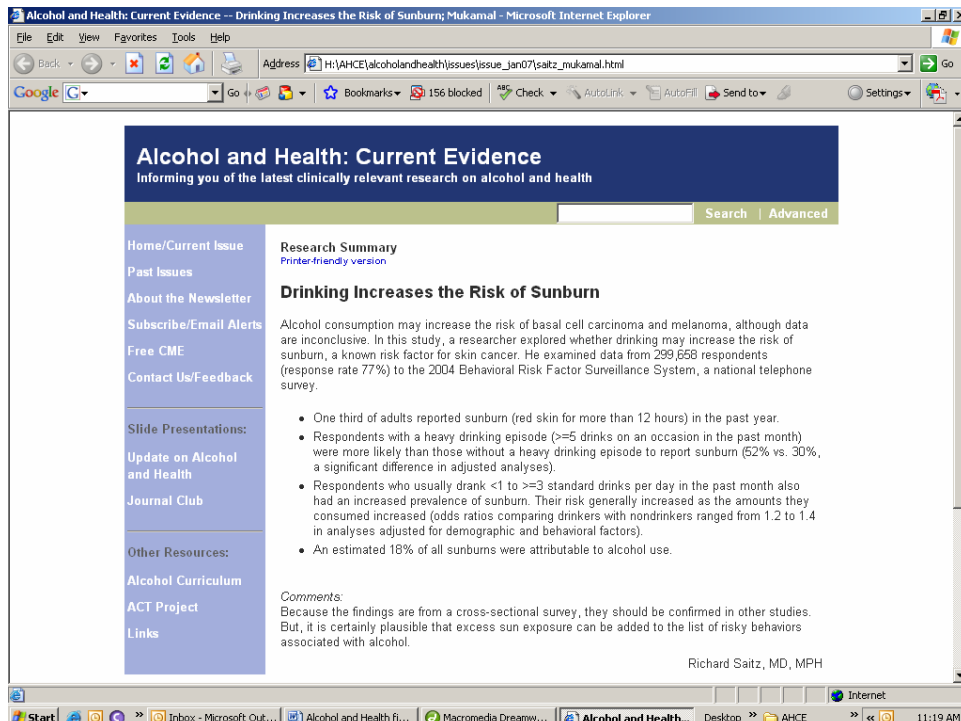 Alcohol and Health: Current Evidence -- Drinking Increases the Risk of Sunburn; Mukamal - Microsoft Internet Explorer
File Edit View Favorites Tools Help
Back Address H:\AHCE\alcoholandhealth\issues\issue_jan07\saitz_mukamal.html Go
Google G Go Bookmarks 156 blocked ABC Check AutoLink AutoFill Send to Settings
Alcohol and Health: Current Evidence
Informing you of the latest clinically relevant research on alcohol and health
Search | Advanced
Home/Current Issue
Past Issues
About the Newsletter
Subscribe/Email Alerts
Free CME
Contact Us/Feedback
Slide Presentations:
Update on Alcohol
and Health
Journal Club
Other Resources:
Alcohol Curriculum
ACT Project
Links
Research Summary
Printer-friendly version
Drinking Increases the Risk of Sunburn
Alcohol consumption may increase the risk of basal cell carcinoma and melanoma, although data
are inconclusive. In this study, a researcher explored whether drinking may increase the risk of
sunburn, a known risk factor for skin cancer. He examined data from 299,658 respondents
(response rate 77%) to the 2004 Behavioral Risk Factor Surveillance System, a national telephone
survey.
• One third of adults reported sunburn (red skin for more than 12 hours) in the past year.
• Respondents with a heavy drinking episode (>=5 drinks on an occasion in the past month)
were more likely than those without a heavy drinking episode to report sunburn (52% vs. 30%,
a significant difference in adjusted analyses).
• Respondents who usually drank <1 to >=3 standard drinks per day in the past month also
had an increased prevalence of sunburn. Their risk generally increased as the amounts they
consumed increased (odds ratios comparing drinkers with nondrinkers ranged from 1.2 to 1.4
in analyses adjusted for demographic and behavioral factors).
• An estimated 18% of all sunburns were attributable to alcohol use.
Comments:
Because the findings are from a cross-sectional survey, they should be confirmed in other studies.
But, it is certainly plausible that excess sun exposure can be added to the list of risky behaviors
associated with alcohol.
Richard Saitz, MD, MPH
Internet
Start » Inbox - Microsoft Out... Alcohol and Health fi... Macromedia Dreamw... Alcohol and Health... Desktop » AHCE » « 11:19 AM